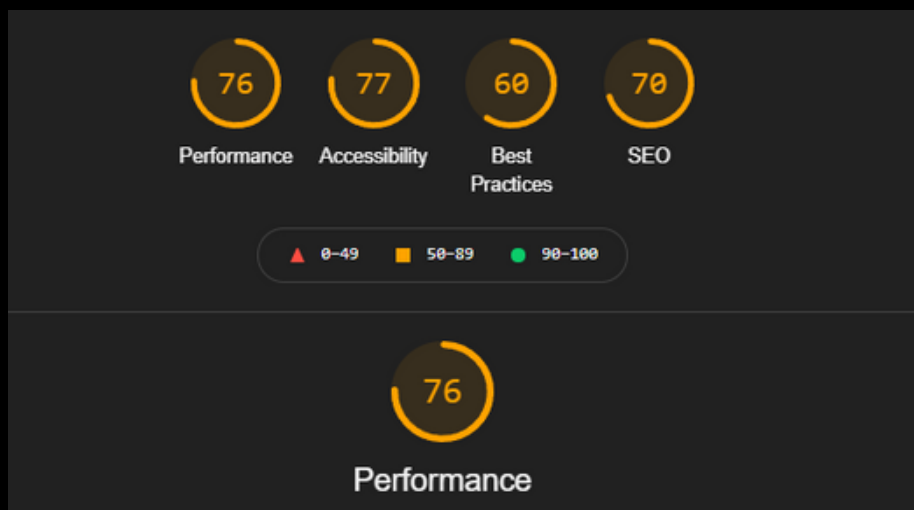 76 77 60 70
Performance Accessibility Best Practices SEO
0–49 50–89 90–100
76
Performance